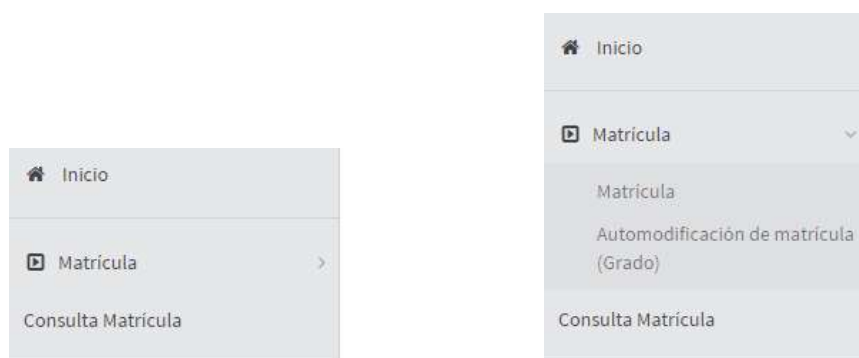 Inicio
Matrícula
Consulta Matrícula
Inicio
Matrícula
Matrícula
Automodificación de matrícula
(Grado)
Consulta Matrícula